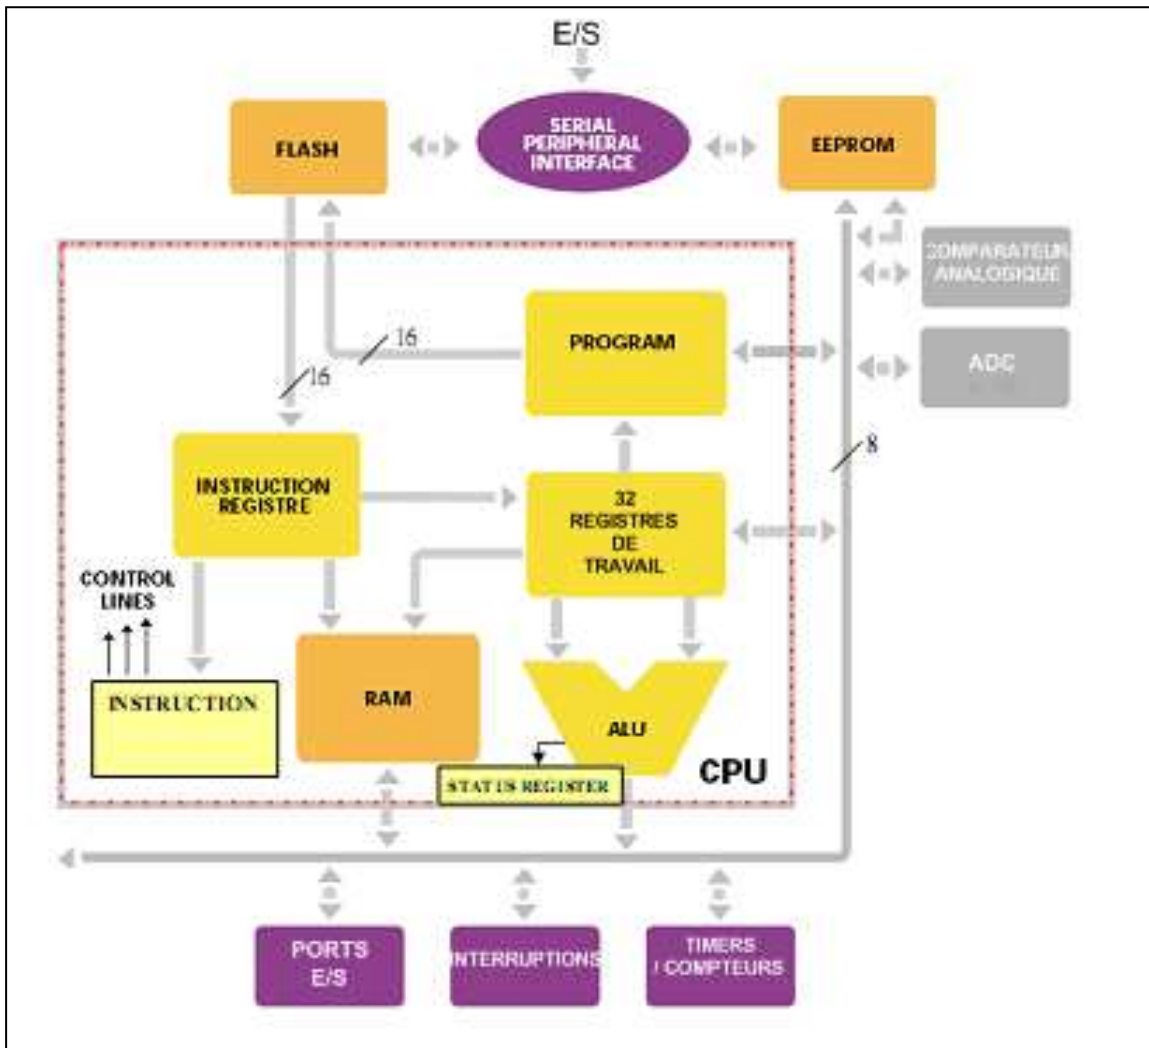 E/S
FLASH
SERIAL
PERIPHERAL
INTERFACE
EEPROM
COMPARATEUR
ANALOGIQUE
PROGRAM
ADC
16
16
8
INSTRUCTION
REGISTRE
32
REGISTRES
DE
TRAVAIL
CONTROL
LINES
INSTRUCTION
RAM
ALU
STATUS REGISTER
CPU
PORTS
E/S
INTERRUPTIONS
TIMERS
/ COMPTEURS